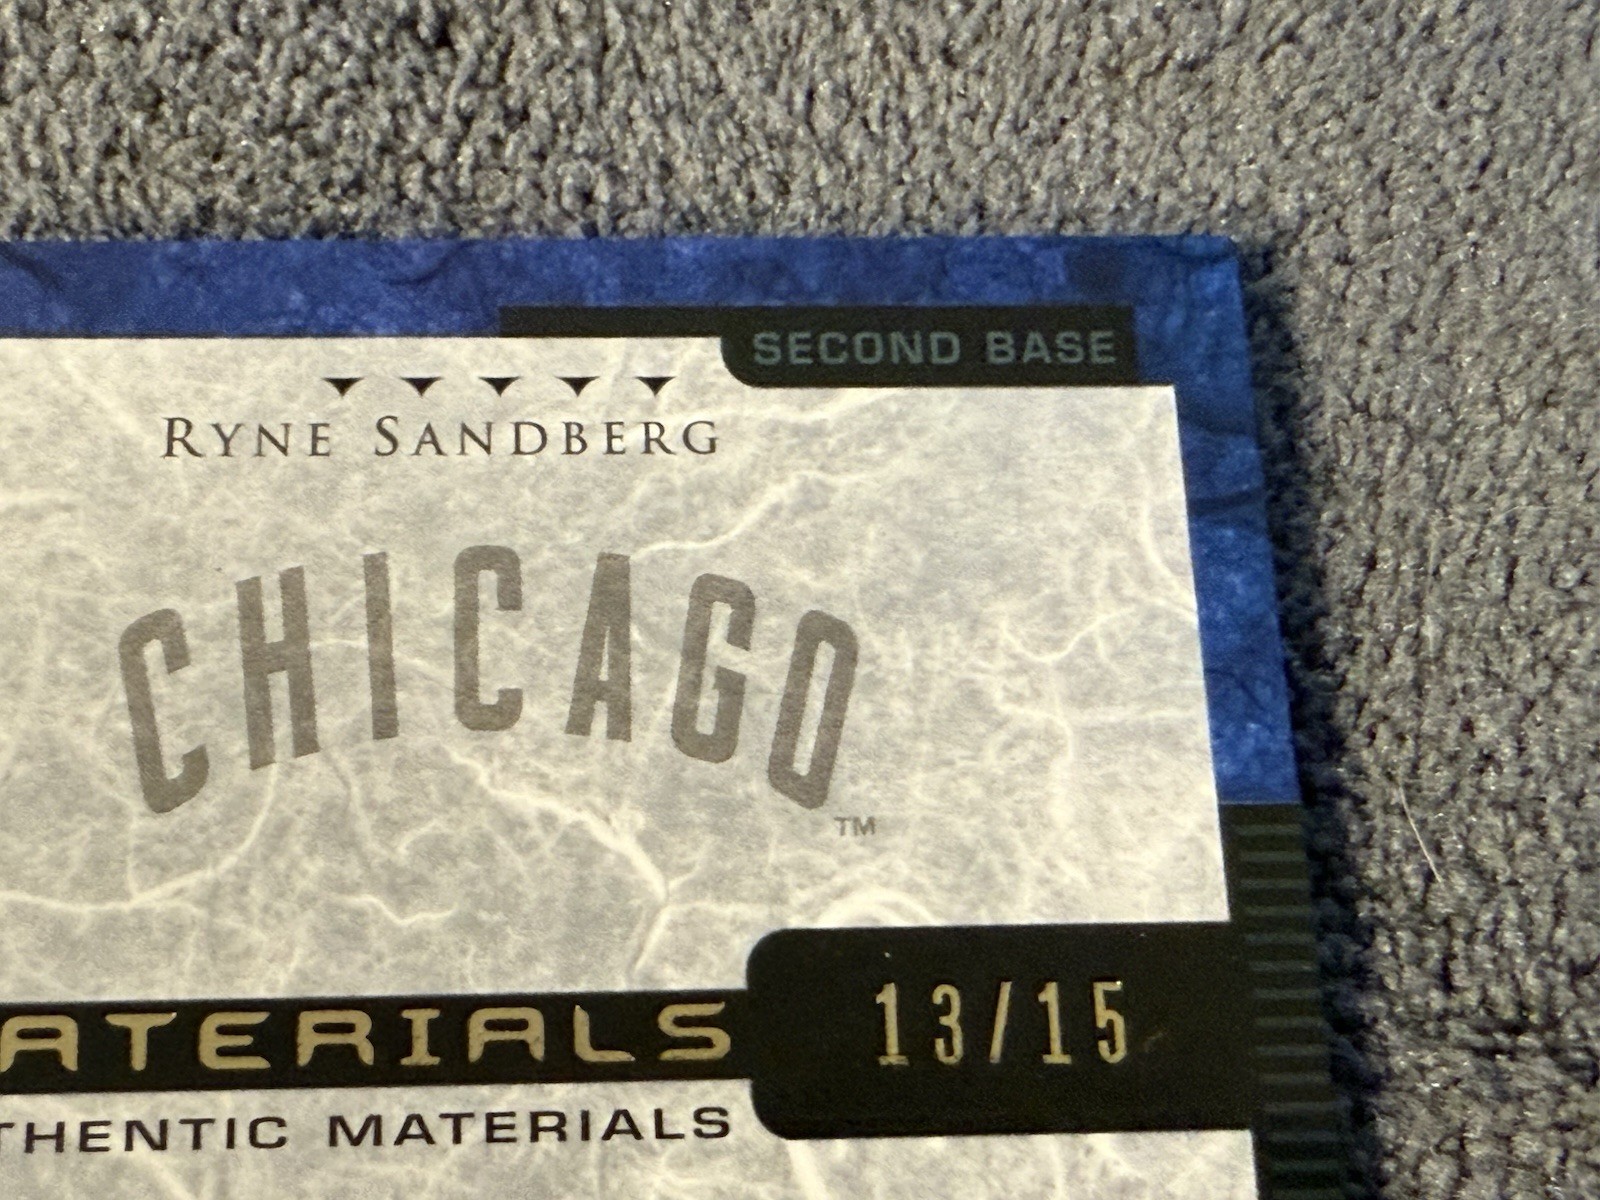 SECOND BASE
RYNE SANDBERG
CHICAGO
TM
ATERIALS
13/15
THENTIC MATERIALS